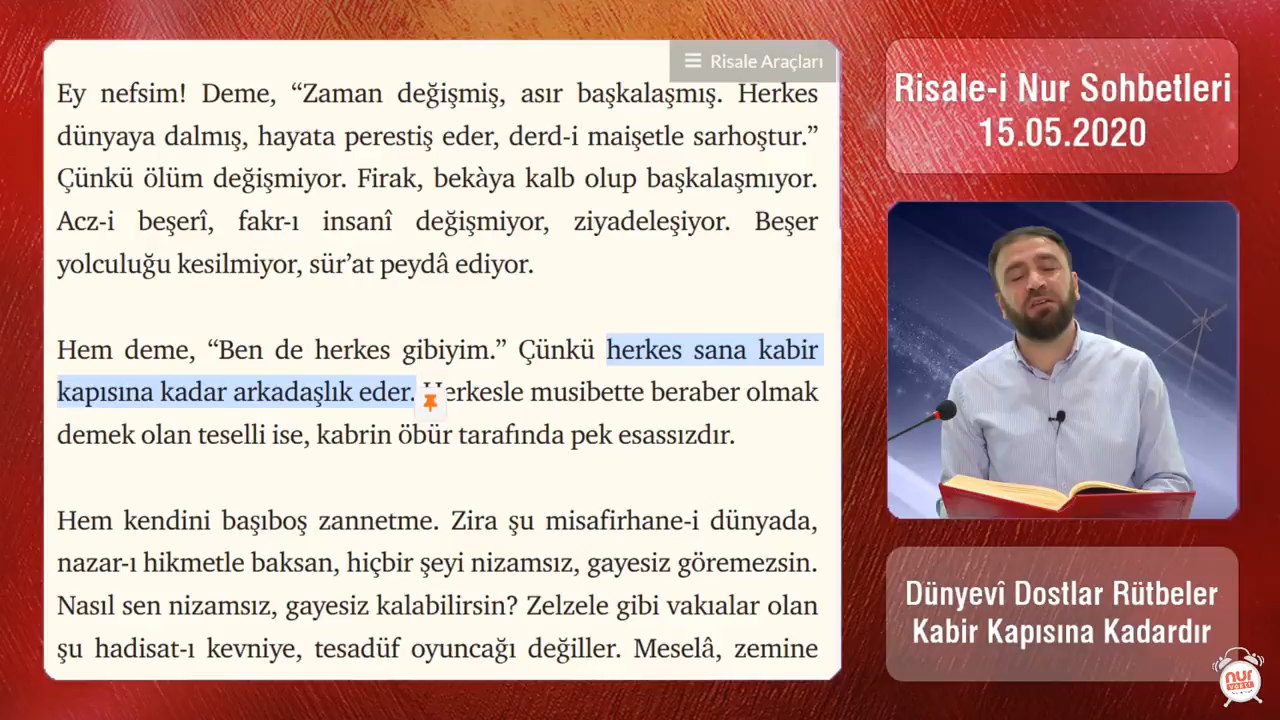 Risale Araçları
Ey nefsim! Deme, “Zaman değişmiş, asır başkalaşmış. Herkes
dünyaya dalmış, hayata perestiş eder, derd-i maişetle sarhoştur.”
Çünkü ölüm değişmiyor. Firak, bekàya kalb olup başkalaşmıyor.
Acz-i beşerî, fakr-ı insanî değişmiyor, ziyadeleşiyor. Beşer
yolculuğu kesilmiyor, sür’at peydâ ediyor.
Hem deme, “Ben de herkes gibiyim.” Çünkü herkes sana kabir
kapısına kadar arkadaşlık eder. Herkesle musibette beraber olmak
demek olan teselli ise, kabrin öbür tarafında pek esassızdır.
Hem kendini başıboş zannetme. Zira şu misafirhane-i dünyada,
nazar-ı hikmetle baksan, hiçbir şeyi nizamsız, gayesiz göremezsin.
Nasıl sen nizamsız, gayesiz kalabilirsin? Zelzele gibi vakıalar olan
şu hadisat-ı kevniye, tesadüf oyuncağı değiller. Meselâ, zemine
Risale-i Nur Sohbetleri
15.05.2020
Dünyevî Dostlar Rütbeler
Kabir Kapısına Kadardır
nur
vakti